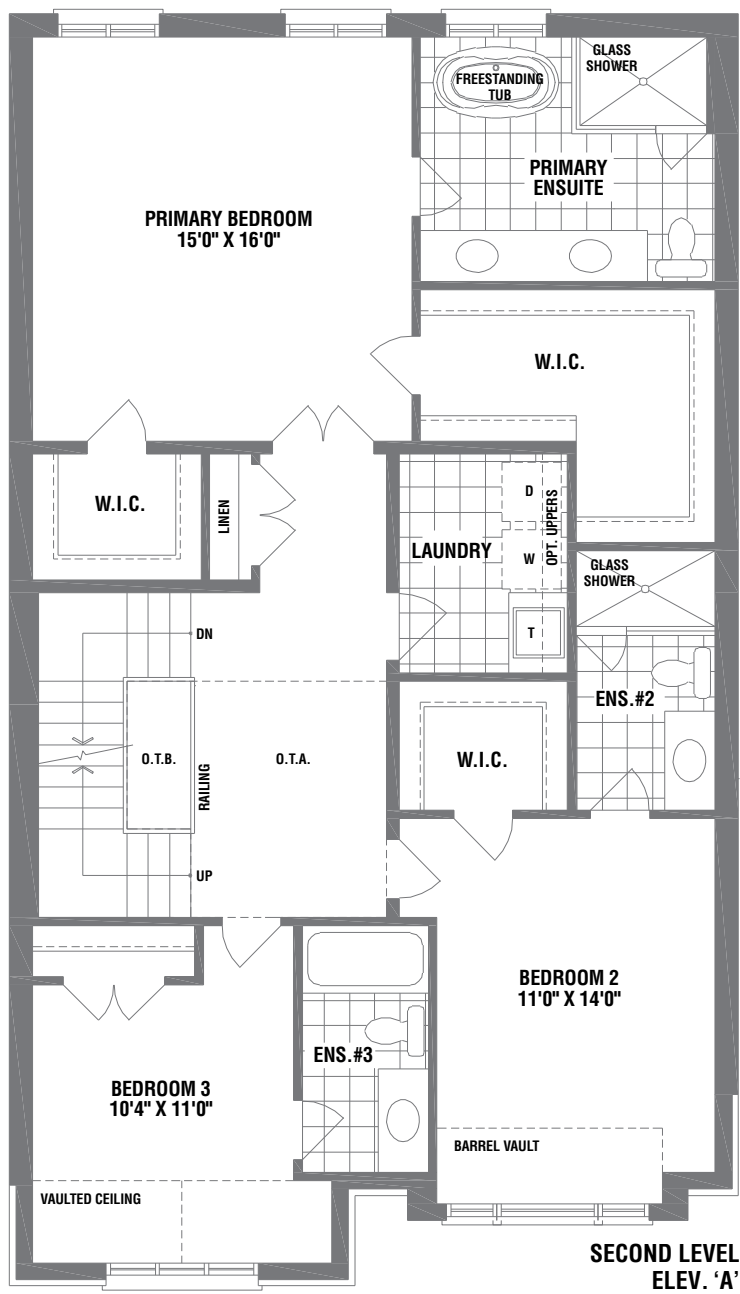 GLASS
SHOWER
FREESTANDING
TUB
PRIMARY
ENSUITE
PRIMARY BEDROOM
15'0" X 16'0"
W.I.C.
W.I.C.
LINEN
D
OPT. UPPERS
LAUNDRY
W
GLASS
SHOWER
T
DN
ENS.#2
O.T.B.
O.T.A.
W.I.C.
RAILING
UP
BEDROOM 2
11'0" X 14'0"
ENS.#3
BEDROOM 3
10'4" X 11'0"
BARREL VAULT
VAULTED CEILING
SECOND LEVEL
ELEV. ‘A’